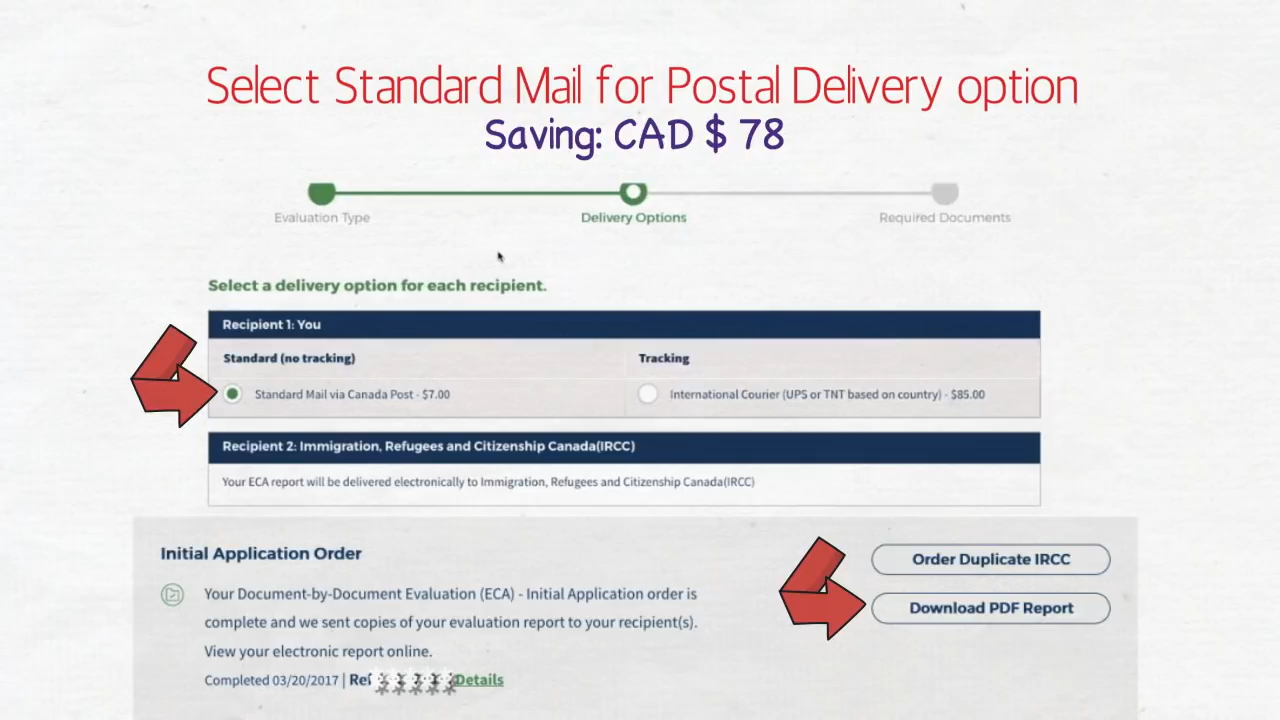 Select Standard Mail for Postal Delivery option
Saving: CAD $ 78
Evaluation Type
Delivery Options
Required Documents
Select a delivery option for each recipient.
Recipient 1: You
Standard (no tracking)
Tracking
Standard Mail via Canada Post - $7.00
International Courier (UPS or TNT based on country) - $85.00
Recipient 2: Immigration, Refugees and Citizenship Canada(IRCC)
Your ECA report will be delivered electronically to Immigration, Refugees and Citizenship Canada(IRCC)
Initial Application Order
Order Duplicate IRCC
Your Document-by-Document Evaluation (ECA) - Initial Application order is
Download PDF Report
complete and we sent copies of your evaluation report to your recipient(s).
View your electronic report online.
Completed 03/20/2017 | Details